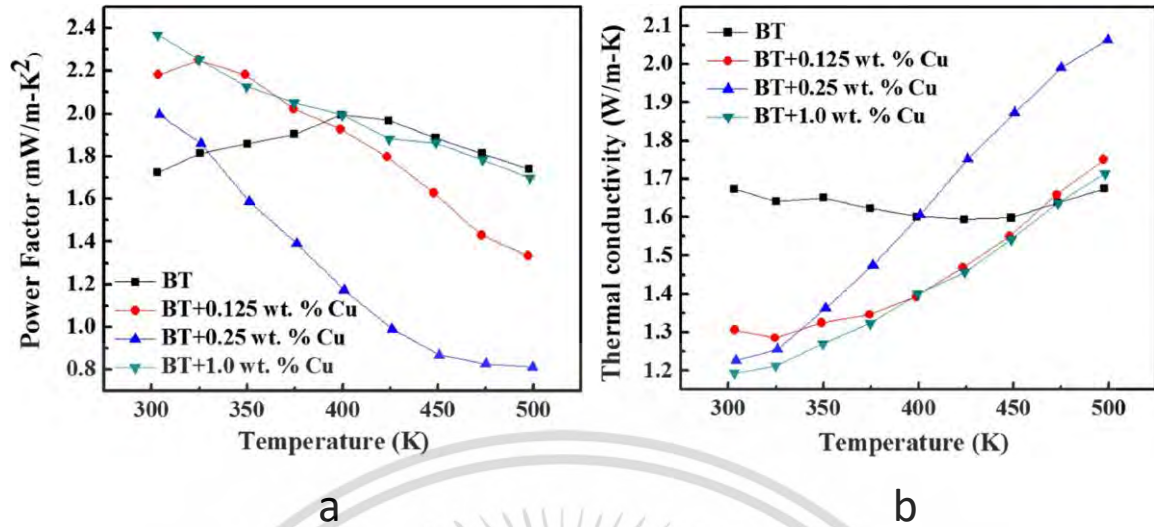 Power Factor (mW/m-K²)
2.4
2.2
2.0
1.8
1.6
1.4
1.2
1.0
0.8
BT
BT+0.125 wt. % Cu
BT+0.25 wt. % Cu
BT+1.0 wt. % Cu
300
350
400
450
500
Temperature (K)
a
Thermal conductivity (W/m-K)
2.1
2.0
1.9
1.8
1.7
1.6
1.5
1.4
1.3
1.2
BT
BT+0.125 wt. % Cu
BT+0.25 wt. % Cu
BT+1.0 wt. % Cu
300
350
400
450
500
Temperature (K)
b